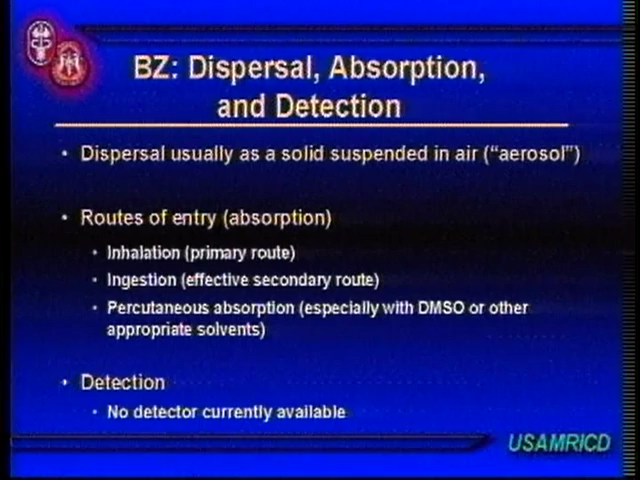 BZ: Dispersal, Absorption,
and Detection
• Dispersal usually as a solid suspended in air ("aerosol")
• Routes of entry (absorption)
• Inhalation (primary route)
• Ingestion (effective secondary route)
• Percutaneous absorption (especially with DMSO or other
appropriate solvents)
• Detection
• No detector currently available
USAMRICD